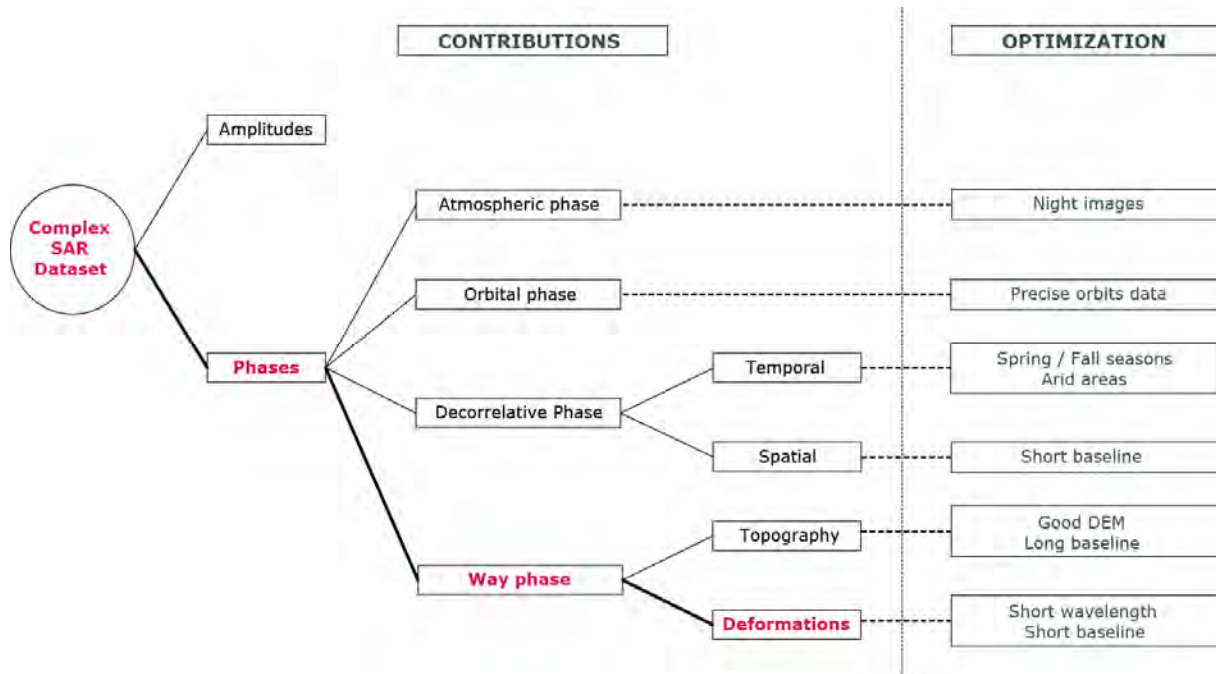 CONTRIBUTIONS
OPTIMIZATION
Amplitudes
Complex
SAR
Dataset
Atmospheric phase
Night images
Orbital phase
Precise orbits data
Phases
Temporal
Spring / Fall seasons
Arid areas
Decorrelative Phase
Spatial
Short baseline
Topography
Good DEM
Long baseline
Way phase
Deformations
Short wavelength
Short baseline